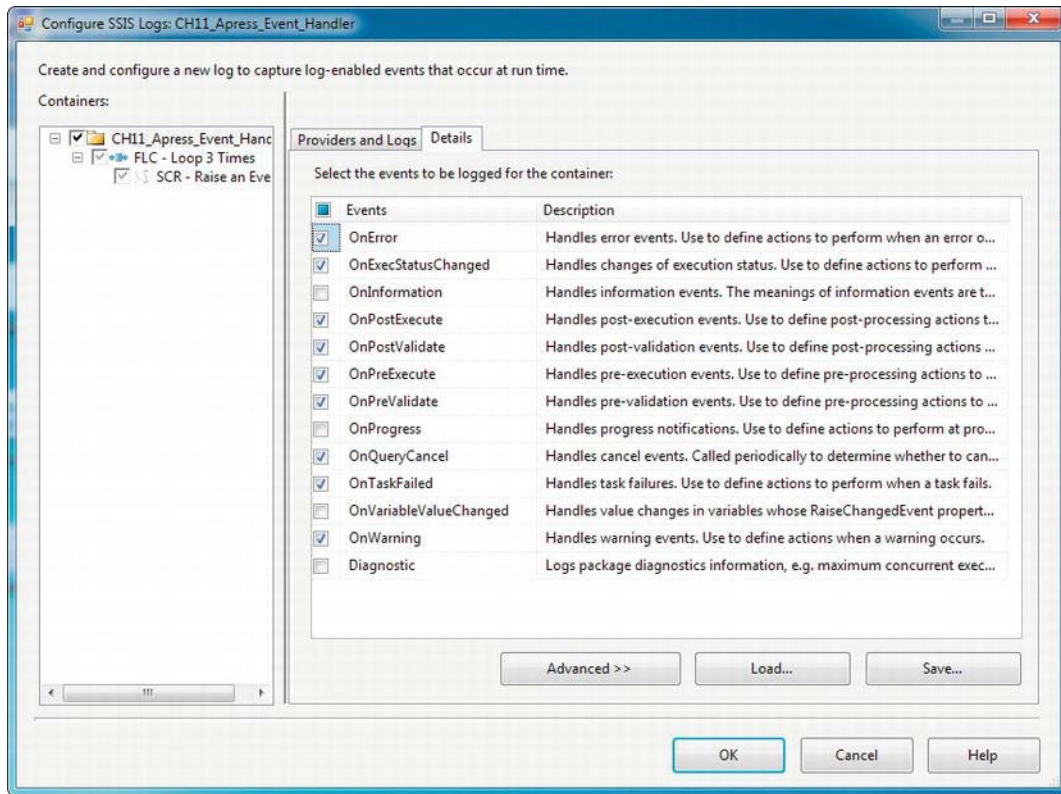 Configure SSIS Logs: CH11_Apress_Event_Handler
Create and configure a new log to capture log-enabled events that occur at run time.
Containers:
CH11_Apress_Event_Hanc
FLC - Loop 3 Times
SCR - Raise an Eve
Providers and Logs Details
Select the events to be logged for the container:
Events Description
OnError Handles error events. Use to define actions to perform when an error o...
OnExecStatusChanged Handles changes of execution status. Use to define actions to perform ...
OnInformation Handles information events. The meanings of information events are t...
OnPostExecute Handles post-execution events. Use to define post-processing actions t...
OnPostValidate Handles post-validation events. Use to define post-processing actions ...
OnPreExecute Handles pre-execution events. Use to define pre-processing actions to ...
OnPreValidate Handles pre-validation events. Use to define pre-processing actions to ...
OnProgress Handles progress notifications. Use to define actions to perform at pro...
OnQueryCancel Handles cancel events. Called periodically to determine whether to can...
OnTaskFailed Handles task failures. Use to define actions to perform when a task fails.
OnVariableValueChanged Handles value changes in variables whose RaiseChangedEvent propert...
OnWarning Handles warning events. Use to define actions when a warning occurs.
Diagnostic Logs package diagnostics information, e.g. maximum concurrent exec...
Advanced >> Load... Save...
OK Cancel Help